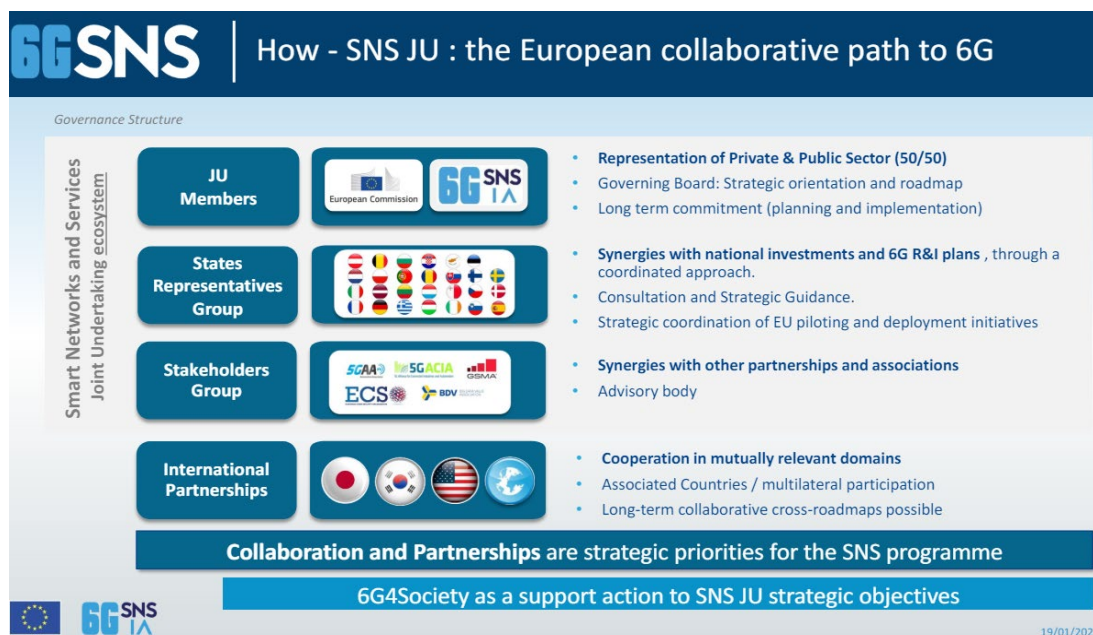 6GSNS
How - SNS JU : the European collaborative path to 6G
Governance Structure
Smart Networks and Services
Joint Undertaking ecosystem
JU
Members
European Commission
6G SNS
IA
• Representation of Private & Public Sector (50/50)
• Governing Board: Strategic orientation and roadmap
• Long term commitment (planning and implementation)
States
Representatives
Group
• Synergies with national investments and 6G R&I plans , through a
coordinated approach.
• Consultation and Strategic Guidance.
• Strategic coordination of EU piloting and deployment initiatives
Stakeholders
Group
5GAA
5GACIA
GSMA
ECS
BDV
• Synergies with other partnerships and associations
• Advisory body
International
Partnerships
• Cooperation in mutually relevant domains
• Associated Countries / multilateral participation
• Long-term collaborative cross-roadmaps possible
Collaboration and Partnerships are strategic priorities for the SNS programme
6G4Society as a support action to SNS JU strategic objectives
6G SNS
IA
19/01/202